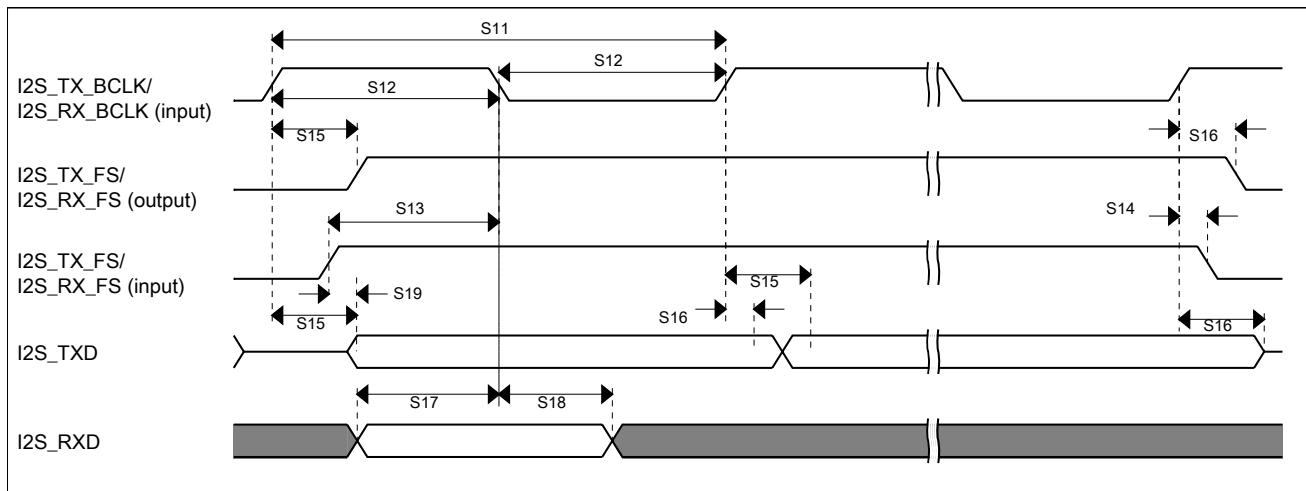 S11
I2S_TX_BCLK/
I2S_RX_BCLK (input)
S12
S12
S15
S16
I2S_TX_FS/
I2S_RX_FS (output)
S13
S14
I2S_TX_FS/
I2S_RX_FS (input)
S15
S19
S15
S16
S16
I2S_TXD
S17
S18
I2S_RXD